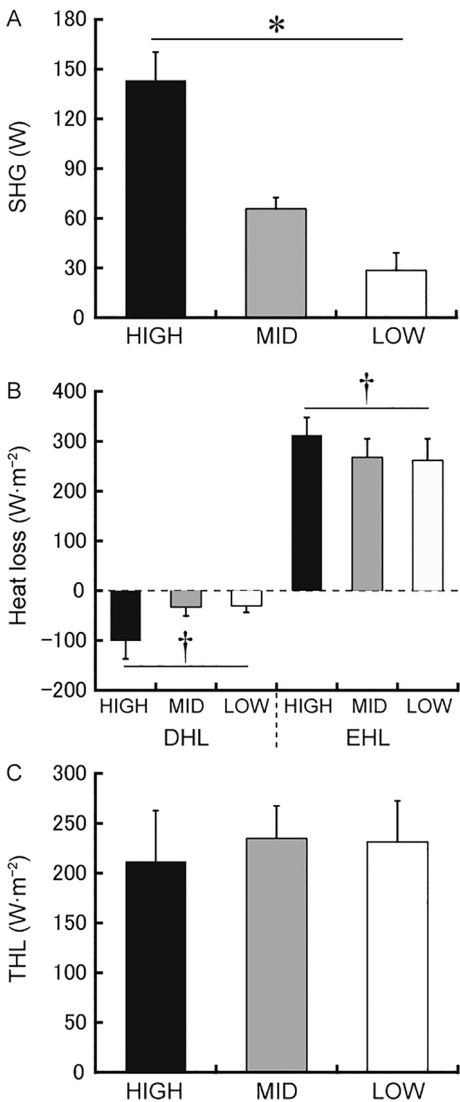 A
SHG (W)
180
150
120
90
60
30
0
*
HIGH MID LOW
B
Heat loss (W·m−2)
400
300
200
100
0
−100
−200
†
†
HIGH MID LOW HIGH MID LOW
DHL EHL
C
THL (W·m−2)
300
250
200
150
100
50
0
HIGH MID LOW